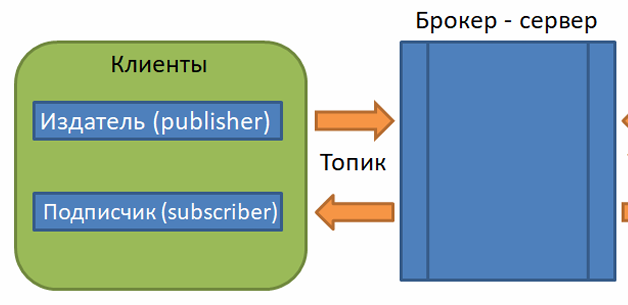 Брокер - сервер
Клиенты
Издатель (publisher)
Топик
Подписчик (subscriber)